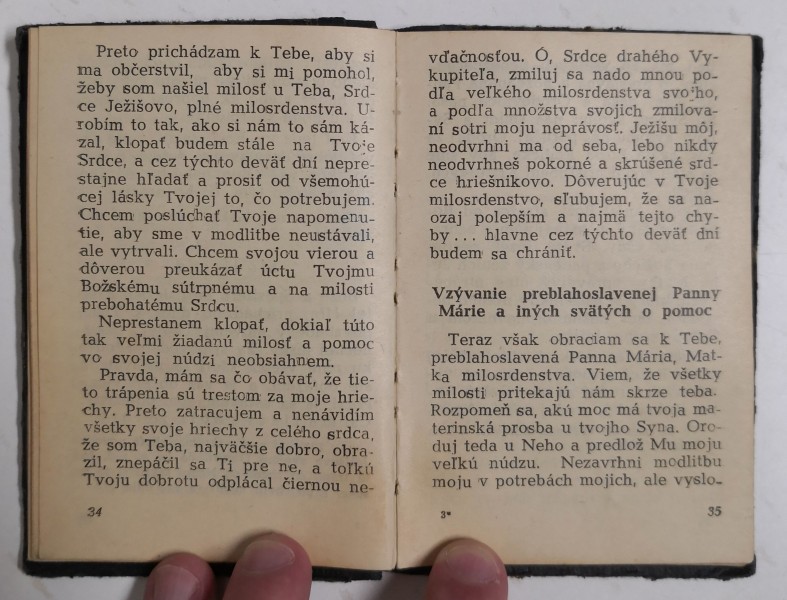 Preto prichádzam k Tebe, aby si
ma občerstvil, aby si mi pomohol,
žeby som našiel milosť u Teba, Srd-
ce Ježišovo, plné milosrdenstva. U-
robím to tak, ako si nám to sám ká-
zal, klopať budem stále na Tvoje
Srdce, a cez týchto deväť dní nepre-
stajne hľadať a prosiť od všemohú-
cej lásky Tvojej to, čo potrebujem.
Chcem poslúchať Tvoje napomenu-
tie, aby sme v modlitbe neustávali,
ale vytrvali. Chcem svojou vierou a
dôverou preukázať úctu Tvojmu
Božskému sútrpnému a na milosti
prebohatému Srdcu.
Neprestanem klopať, dokiaľ túto
tak veľmi žiadanú milosť a pomoc
vo svojej núdzi neobsiahnem.
Pravda, mám sa čo obávať, že tie-
to trápenia sú trestom za moje hrie-
chy. Preto zatracujem a nenávidím
všetky svoje hriechy z celého srdca,
že som Teba, najväčšie dobro, obra-
zil, znepáčil sa Ti pre ne, a toľkú
Tvoju dobrotu odplácal čiernou ne-
34
vďačnosťou. Ó, Srdce drahého Vy-
kupiteľa, zmiluj sa nado mnou po-
dľa veľkého milosrdenstva svojho,
a podľa množstva svojich zmilova-
ní sotri moju neprávosť. Ježišu môj,
neodvrhni ma od seba, lebo nikdy
neodvrhneš pokorné a skrúšené srd-
ce hriešnikovo. Dôverujúc v Tvoje
milosrdenstvo, sľubujem, že sa na-
ozaj polepším a najmä tejto chy-
by... hlavne cez týchto deväť dní
budem sa chrániť.
Vzývanie preblahoslavenej Panny
Márie a iných svätých o pomoc
Teraz však obraciam sa k Tebe,
preblahoslavená Panna Mária, Mat-
ka milosrdenstva. Viem, že všetky
milosti pritekajú nám skrze teba.
Rozpomeň sa, akú moc má tvoja ma-
terinská prosba u tvojho Syna. Oro-
duj teda u Neho a predlož Mu moju
veľkú núdzu. Nezavrhni modlitbu
moju v potrebách mojich, ale vyslo-
3*
35